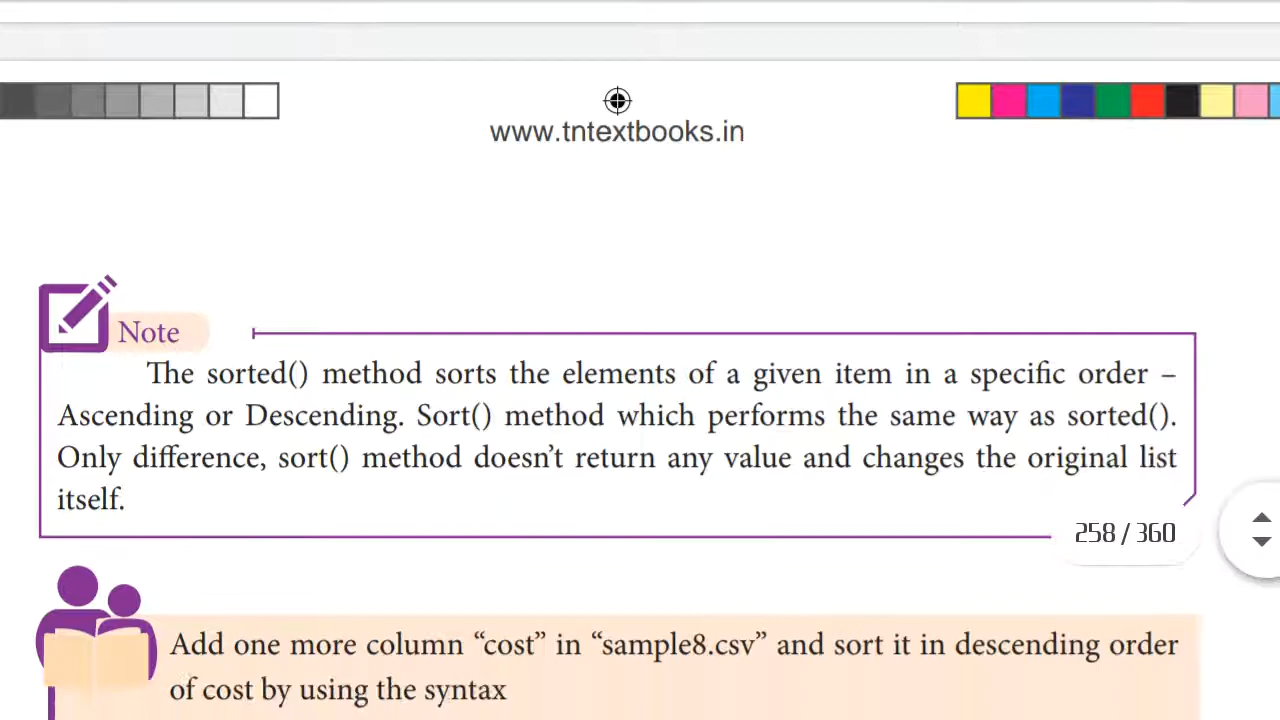 www.tntextbooks.in
Note
The sorted() method sorts the elements of a given item in a specific order –
Ascending or Descending. Sort() method which performs the same way as sorted().
Only difference, sort() method doesn’t return any value and changes the original list
itself.
258 / 360
Add one more column “cost” in “sample8.csv” and sort it in descending order
of cost by using the syntax